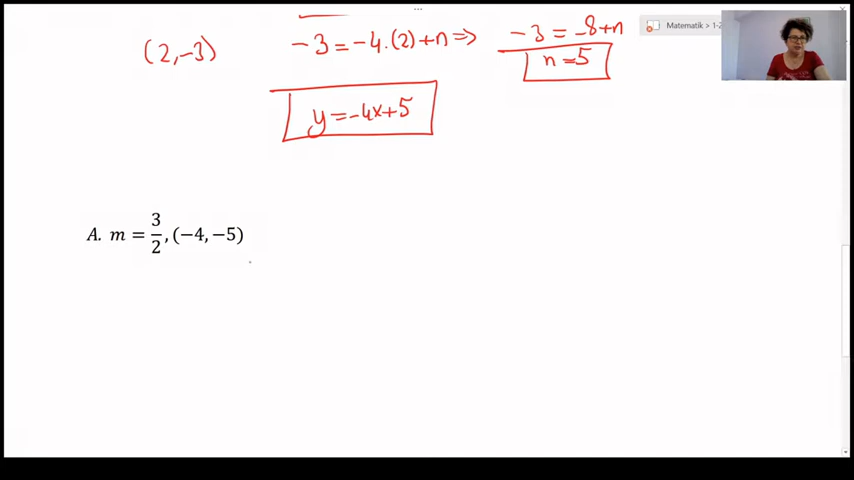 (2,-3)
-3 = -4.(2)+n ⇒
-3 = -8+n
n=5
y=-4x+5
Matematik > 1-2
A. m = 3/2, (−4, −5)